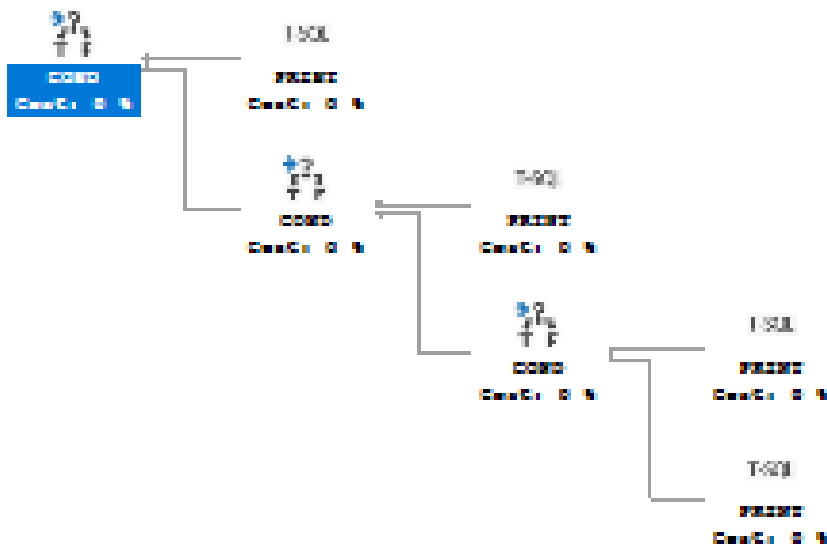 ?
T F
COND
Cost: 0 %
T-SQL
PRINT
Cost: 0 %
?
T F
COND
Cost: 0 %
T-SQL
PRINT
Cost: 0 %
?
T F
COND
Cost: 0 %
T-SQL
PRINT
Cost: 0 %
T-SQL
PRINT
Cost: 0 %